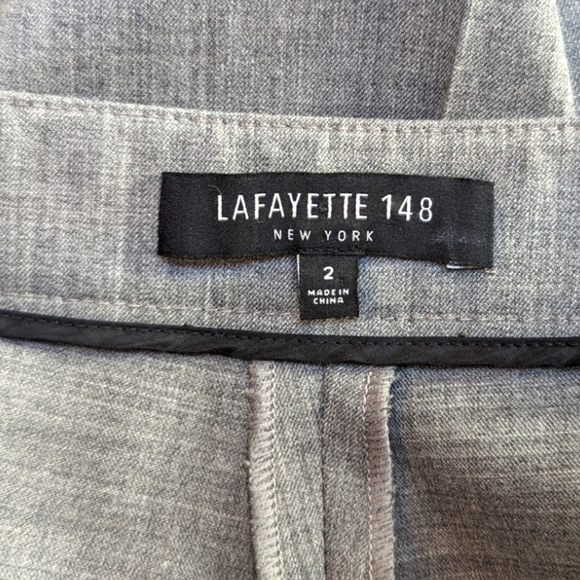 LAFAYETTE 148
NEW YORK
2
MADE IN
CHINA